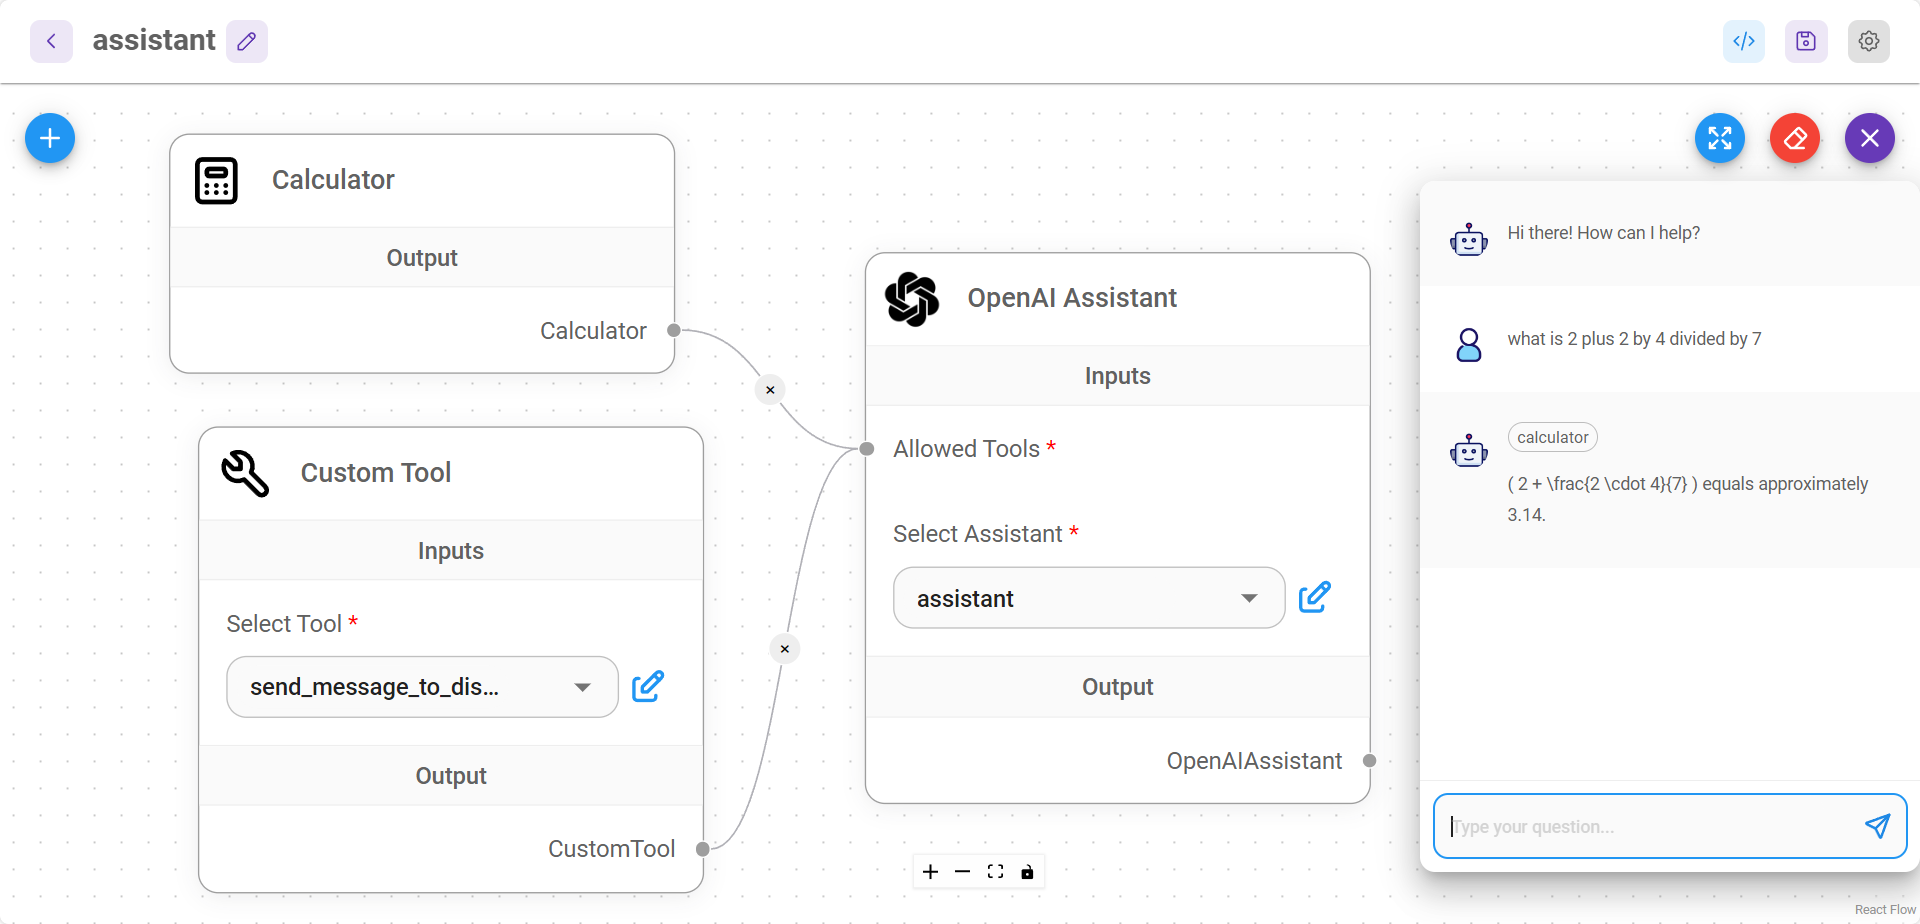 assistant
Calculator
Output
Calculator
Custom Tool
Inputs
Select Tool *
send_message_to_dis...
Output
CustomTool
OpenAI Assistant
Inputs
Allowed Tools *
Select Assistant *
assistant
Output
OpenAIAssistant
Hi there! How can I help?
what is 2 plus 2 by 4 divided by 7
calculator
( 2 + \frac{2 \cdot 4}{7} ) equals approximately
3.14.
Type your question...
React Flow